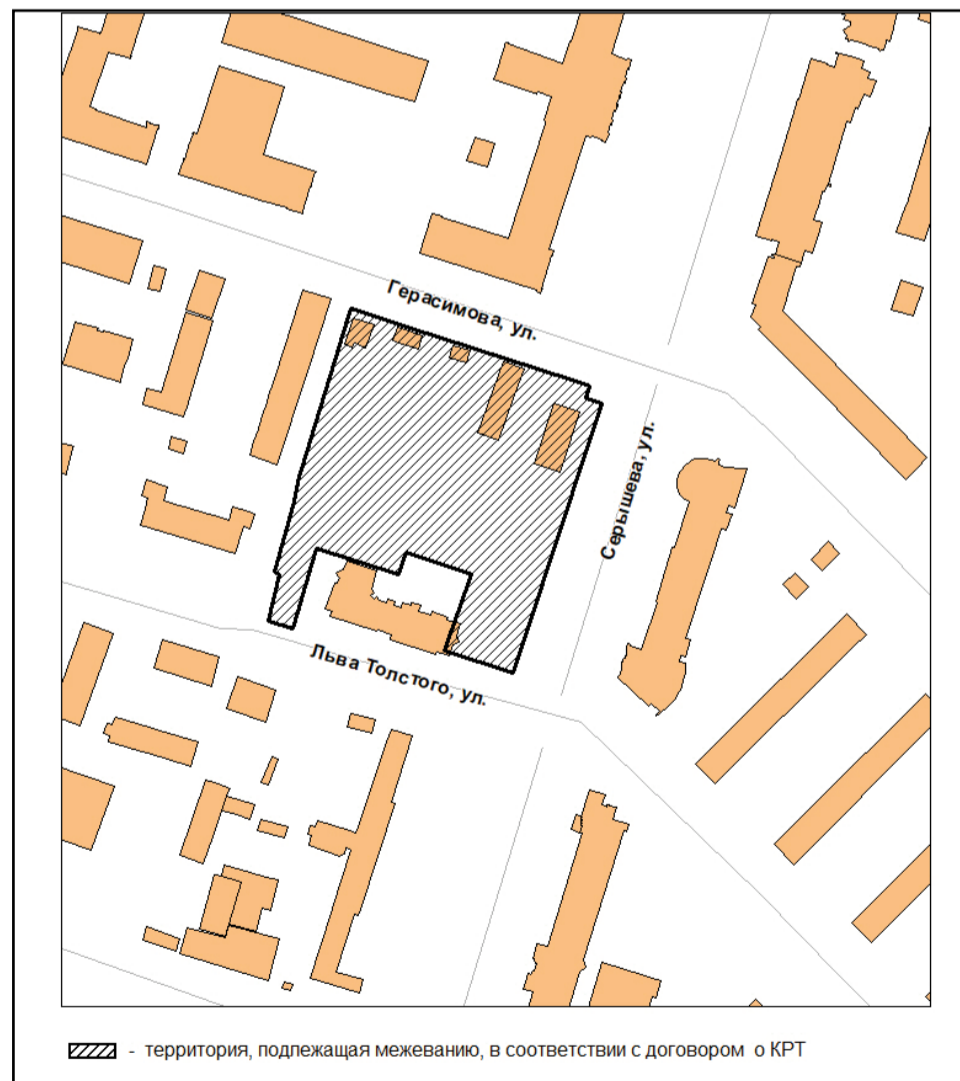 Герасимова, ул.
Серышева, ул.
Льва Толстого, ул.
- территория, подлежащая межеванию, в соответствии с договором о КРТ